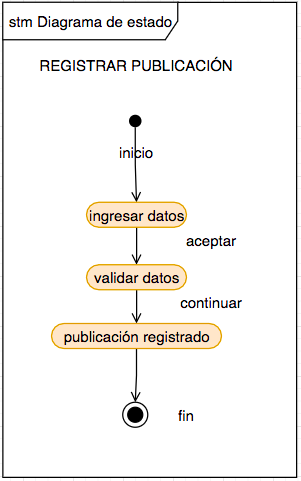 stm Diagrama de estado
REGISTRAR PUBLICACIÓN
inicio
ingresar datos
aceptar
validar datos
continuar
publicación registrado
fin